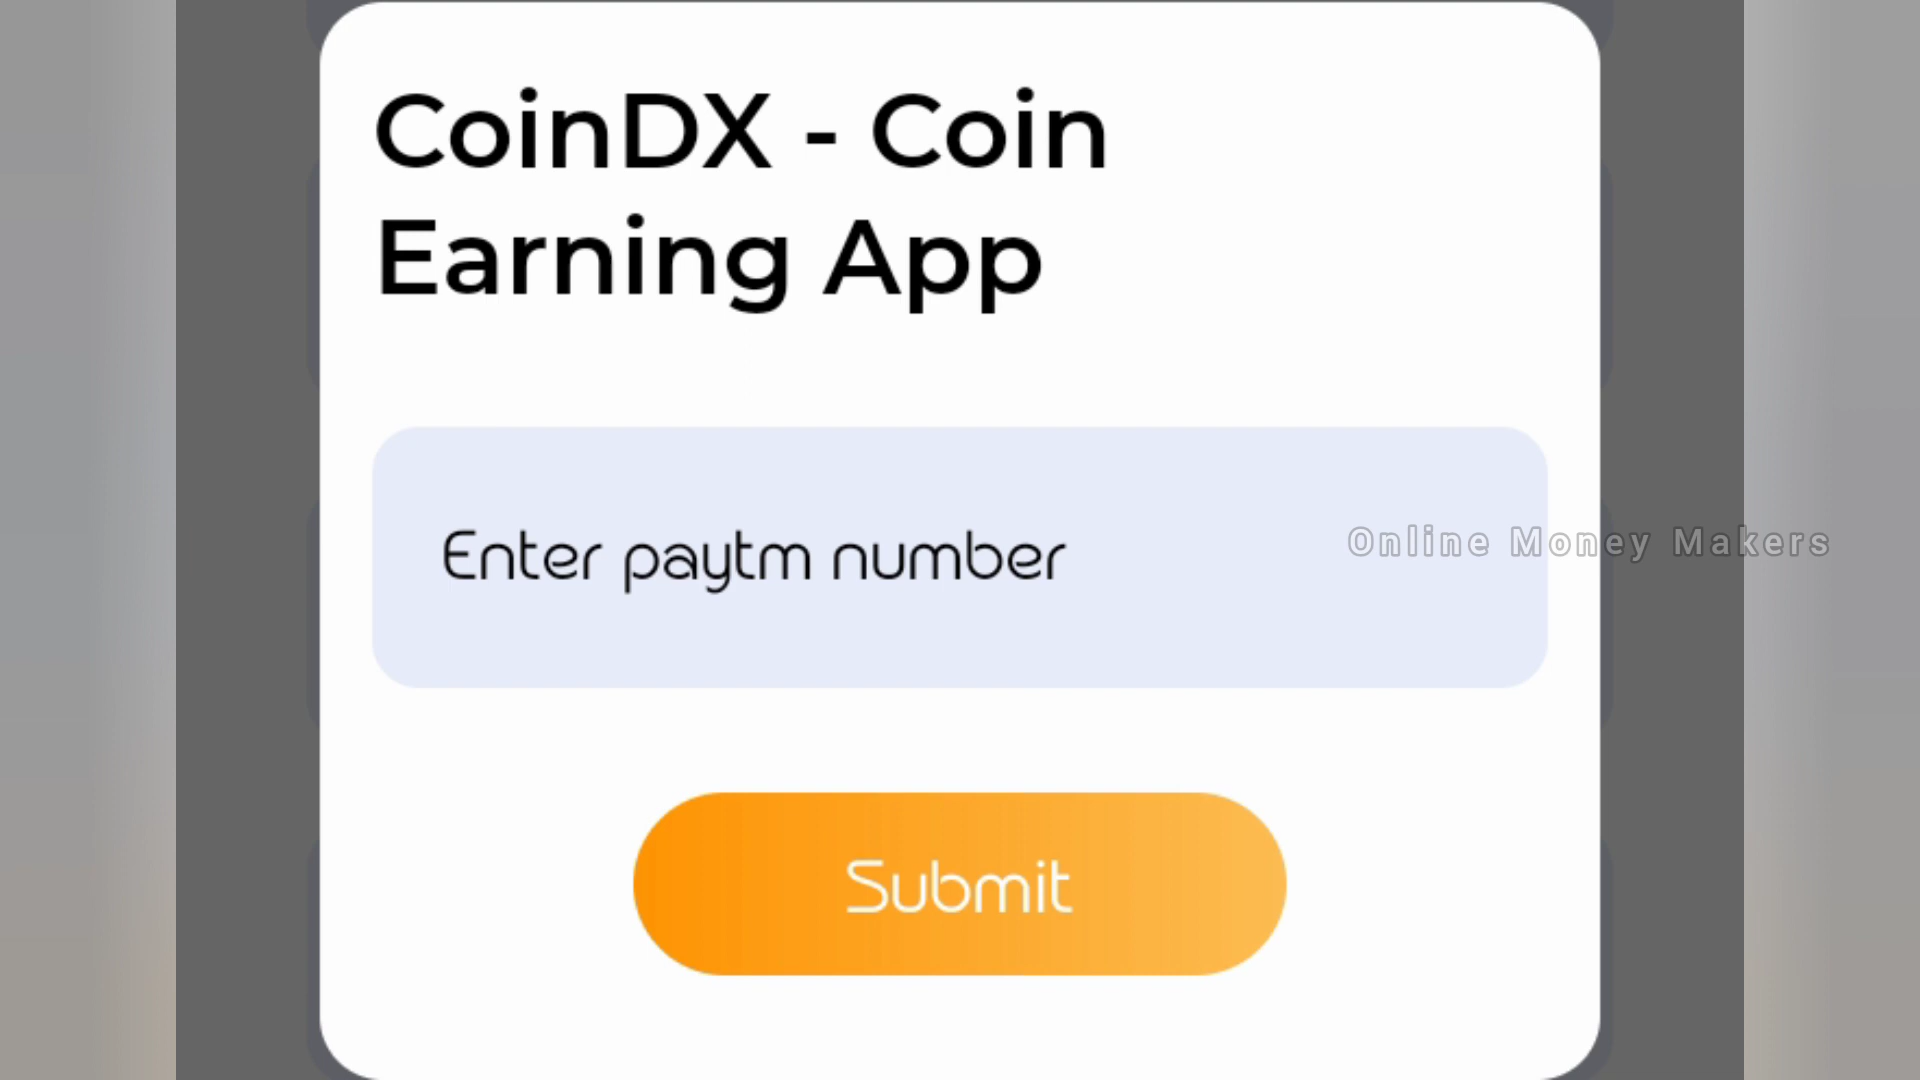 CoinDX - Coin
Earning App
Enter paytm number
Online Money Makers
Submit